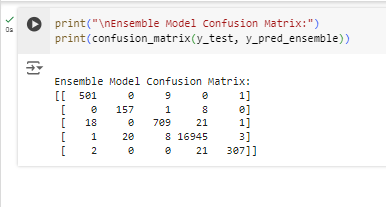 print("\nEnsemble Model Confusion Matrix:")
0s
print(confusion_matrix(y_test, y_pred_ensemble))
Ensemble Model Confusion Matrix:
[[  501     0     9     0     1]
 [    0   157     1     8     0]
 [   18     0   709    21     1]
 [    1    20     8 16945     3]
 [    2     0     0    21   307]]